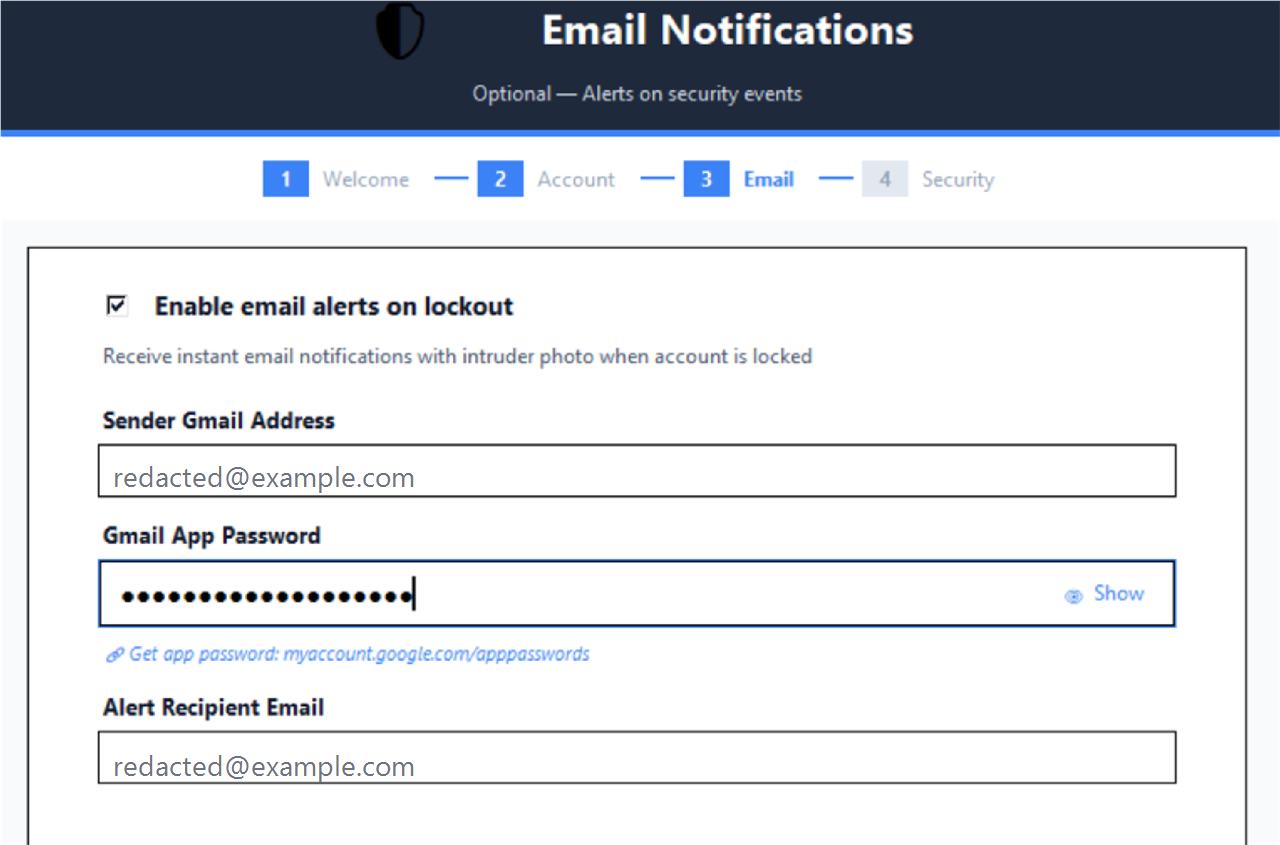 Email Notifications
Optional — Alerts on security events
1 Welcome 2 Account 3 Email 4 Security
Enable email alerts on lockout
Receive instant email notifications with intruder photo when account is locked
Sender Gmail Address
redacted@example.com
Gmail App Password
●●●●●●●●●●●●●●●●●●● Show
Get app password: myaccount.google.com/apppasswords
Alert Recipient Email
redacted@example.com